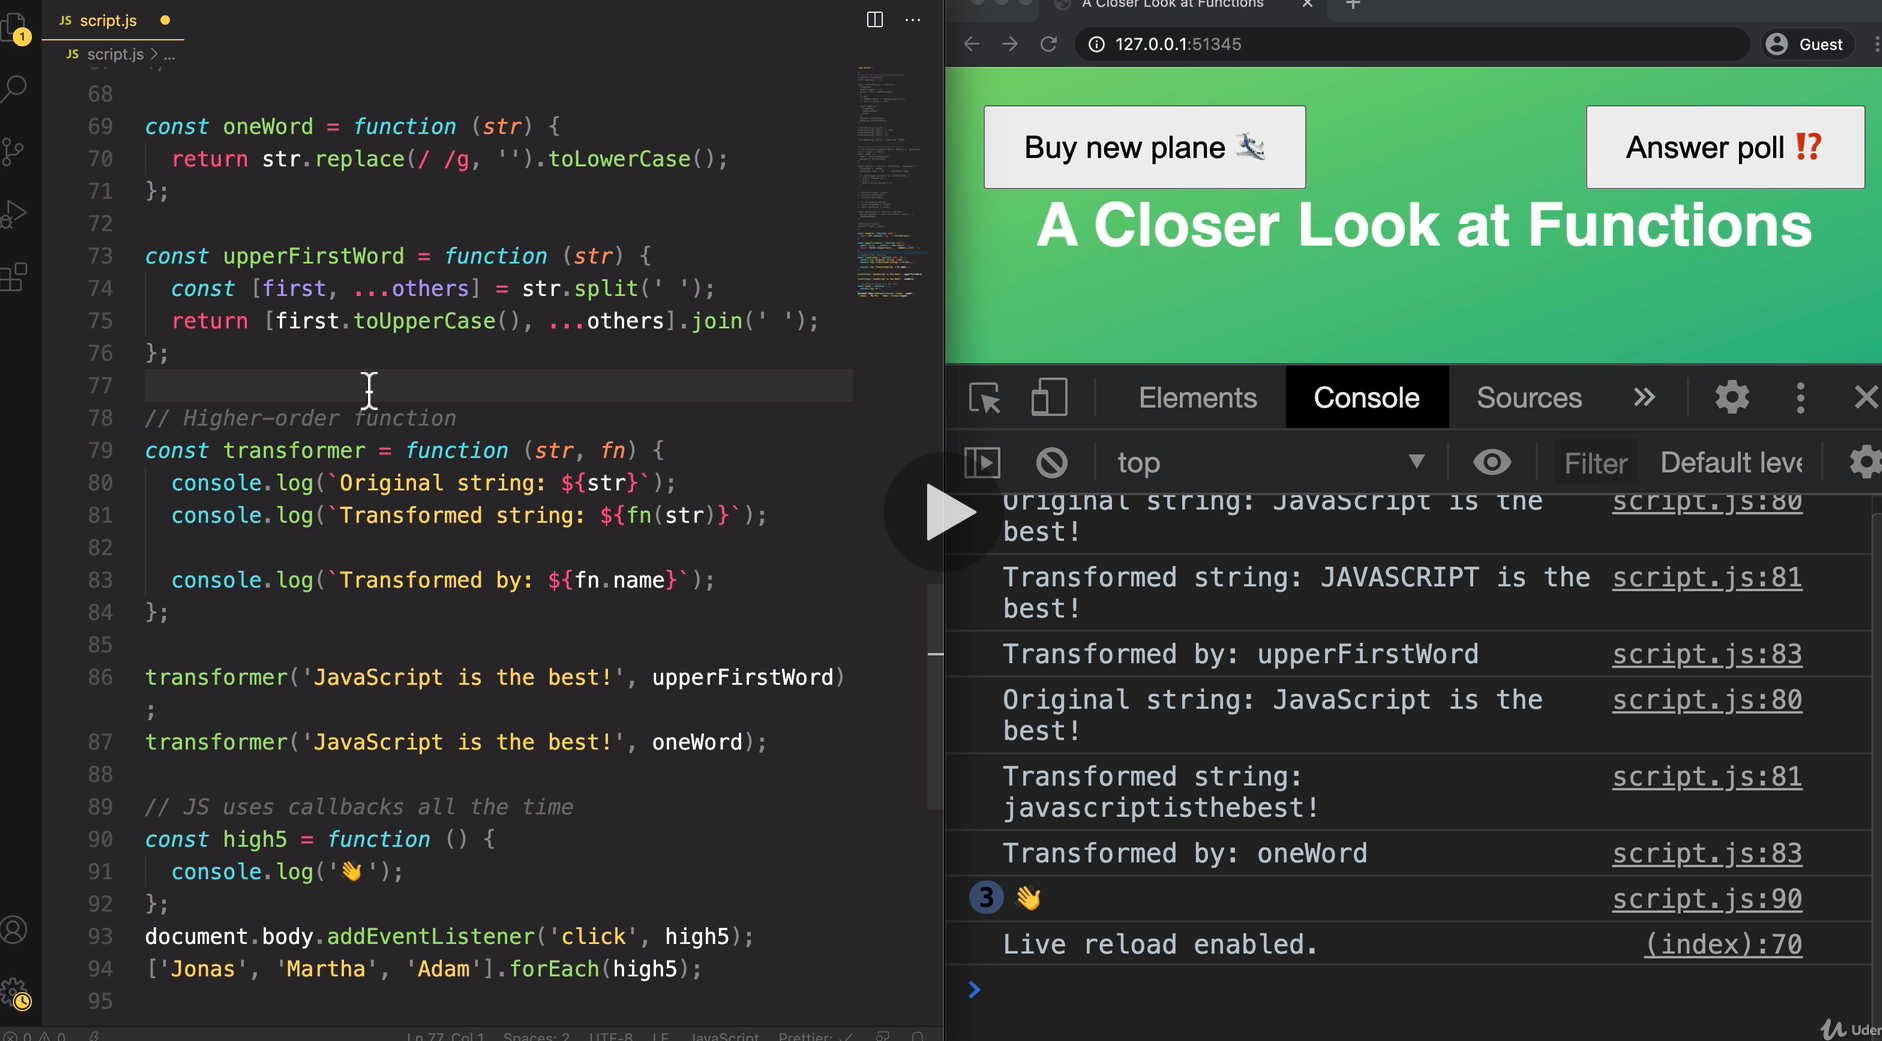 JS script.js
JS script.js > ...
1
68
69 const oneWord = function (str) {
70 return str.replace(/ /g, '').toLowerCase();
71 };
72
73 const upperFirstWord = function (str) {
74 const [first, ...others] = str.split(' ');
75 return [first.toUpperCase(), ...others].join(' ');
76 };
77
78 // Higher-order function
79 const transformer = function (str, fn) {
80 console.log(`Original string: ${str}`);
81 console.log(`Transformed string: ${fn(str)}`);
82
83 console.log(`Transformed by: ${fn.name}`);
84 };
85
86 transformer('JavaScript is the best!', upperFirstWord)
;
87 transformer('JavaScript is the best!', oneWord);
88
89 // JS uses callbacks all the time
90 const high5 = function () {
91 console.log('👋');
92 };
93 document.body.addEventListener('click', high5);
94 ['Jonas', 'Martha', 'Adam'].forEach(high5);
95
Ln 77, Col 1 Spaces: 2 UTF-8 LF JavaScript Prettier: ✓
A Closer Look at Functions
127.0.0.1:51345
Guest
Buy new plane 🛩
Answer poll ⁉️
A Closer Look at Functions
Elements Console Sources »
top Filter Default leve
Original string: JavaScript is the script.js:80
best!
Transformed string: JAVASCRIPT is the script.js:81
best!
Transformed by: upperFirstWord script.js:83
Original string: JavaScript is the script.js:80
best!
Transformed string: script.js:81
javascriptisthebest!
Transformed by: oneWord script.js:83
3 👋 script.js:90
Live reload enabled. (index):70
>